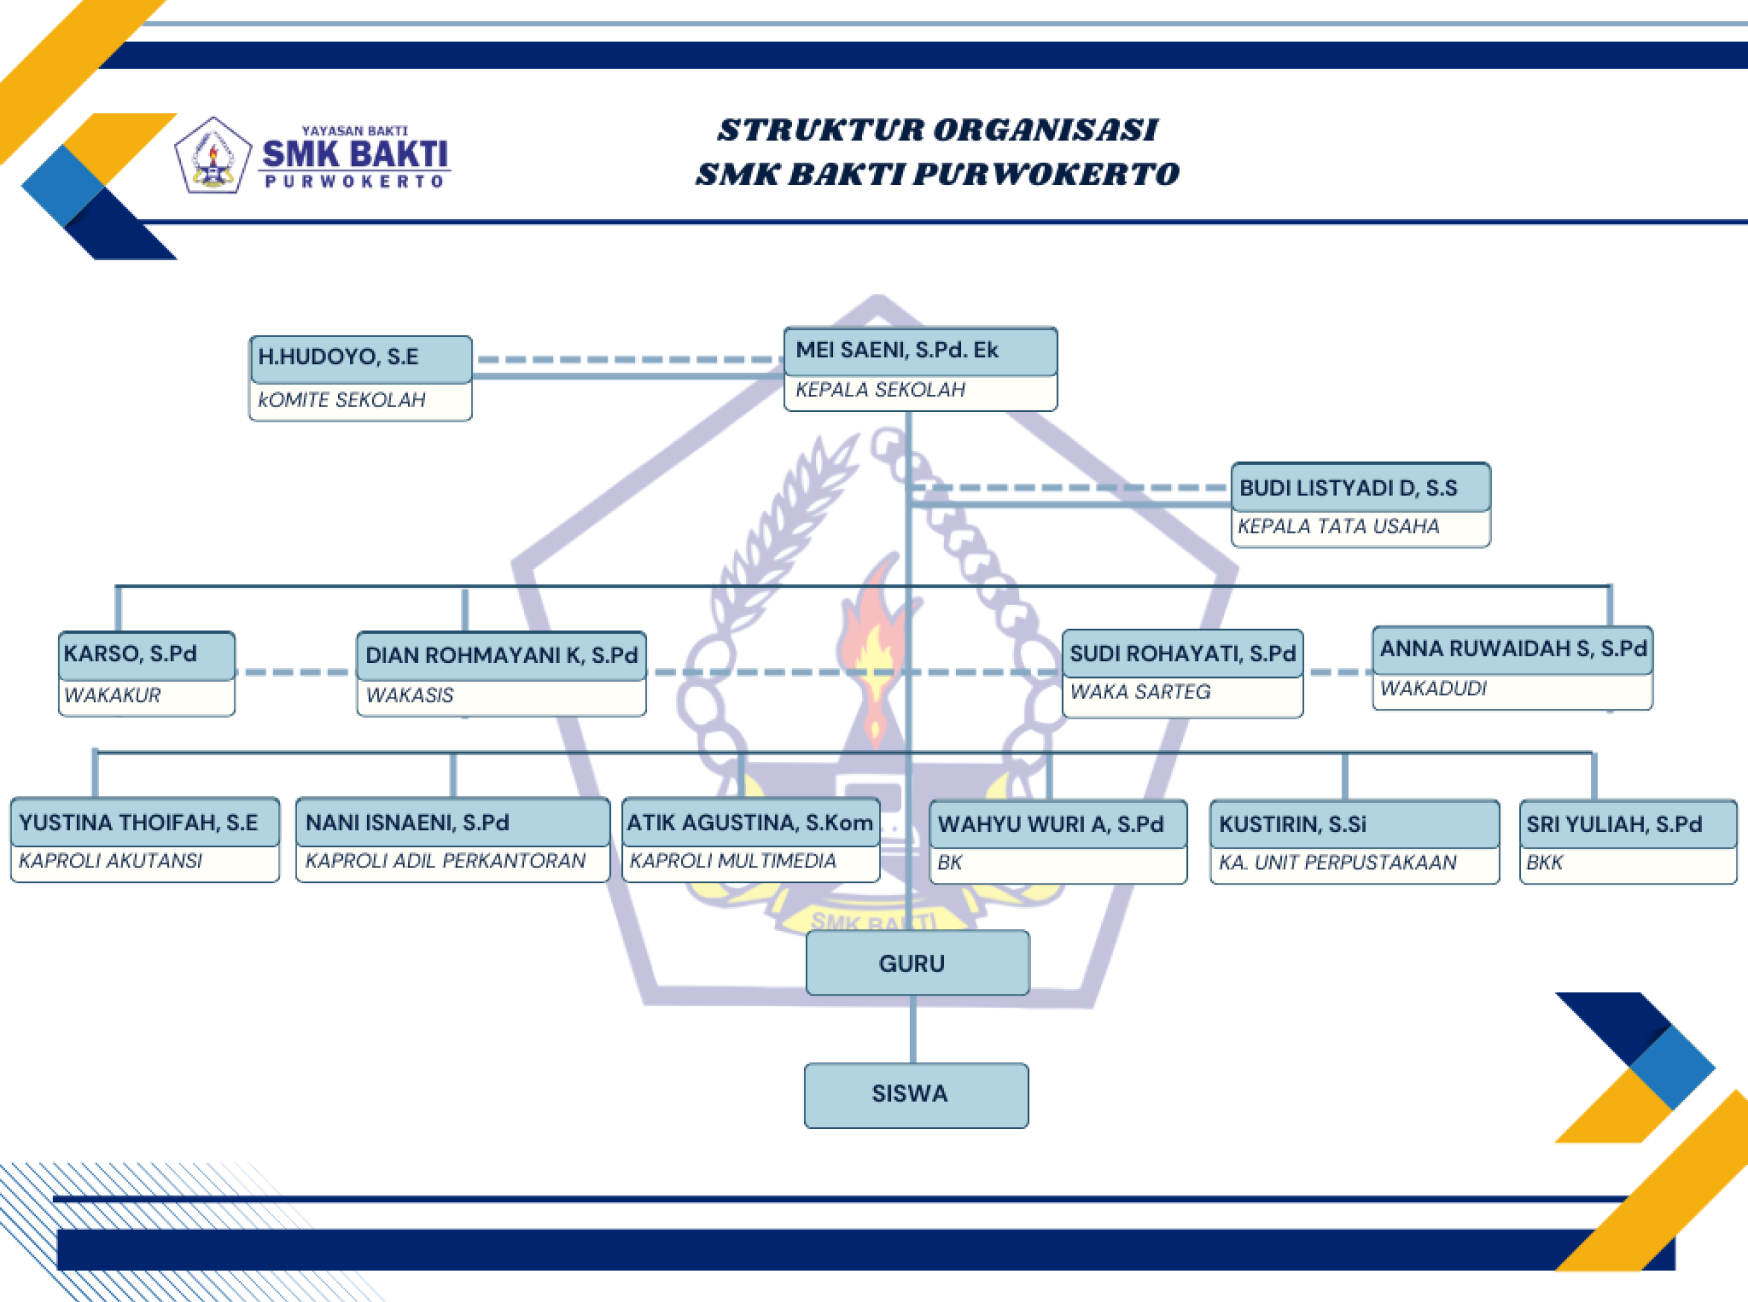 YAYASAN BAKTI
SMK BAKTI
PURWOKERTO
STRUKTUR ORGANISASI
SMK BAKTI PURWOKERTO
H.HUDOYO, S.E
kOMITE SEKOLAH
MEI SAENI, S.Pd. Ek
KEPALA SEKOLAH
BUDI LISTYADI D, S.S
KEPALA TATA USAHA
KARSO, S.Pd
WAKAKUR
DIAN ROHMAYANI K, S.Pd
WAKASIS
SUDI ROHAYATI, S.Pd
WAKA SARTEG
ANNA RUWAIDAH S, S.Pd
WAKADUDI
YUSTINA THOIFAH, S.E
KAPROLI AKUTANSI
NANI ISNAENI, S.Pd
KAPROLI ADIL PERKANTORAN
ATIK AGUSTINA, S.Kom
KAPROLI MULTIMEDIA
WAHYU WURI A, S.Pd
BK
KUSTIRIN, S.Si
KA. UNIT PERPUSTAKAAN
SRI YULIAH, S.Pd
BKK
SMK BAKTI
GURU
SISWA